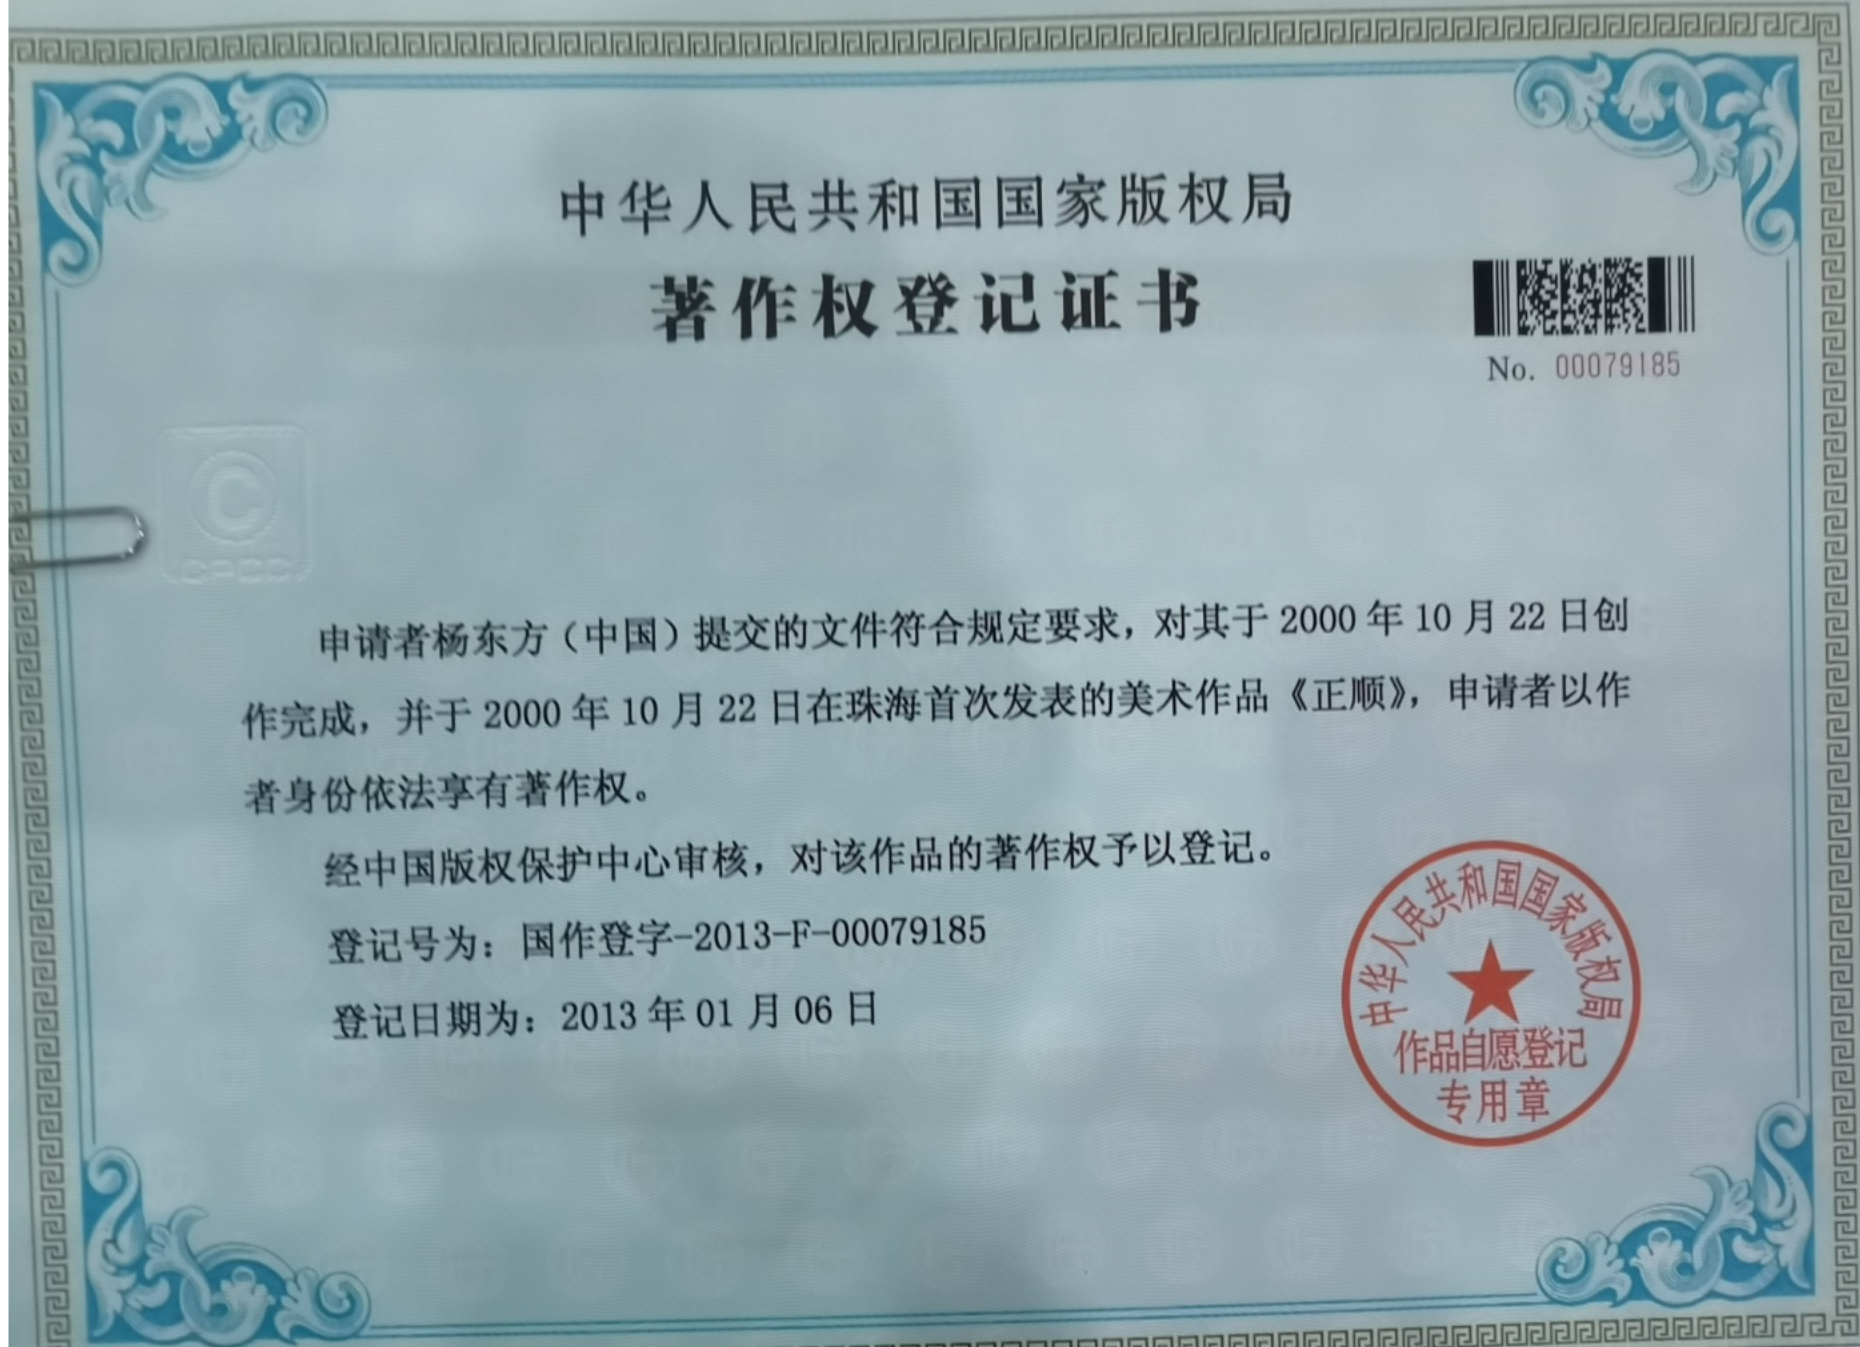 中华人民共和国国家版权局
著作权登记证书
No. 00079185
©
CPCC
申请者杨东方（中国）提交的文件符合规定要求，对其于 2000 年 10 月 22 日创
作完成，并于 2000 年 10 月 22 日在珠海首次发表的美术作品《正顺》，申请者以作
者身份依法享有著作权。
经中国版权保护中心审核，对该作品的著作权予以登记。
登记号为：国作登字-2013-F-00079185
登记日期为：2013 年 01 月 06 日
中华人民共和国国家版权局
作品自愿登记
专用章